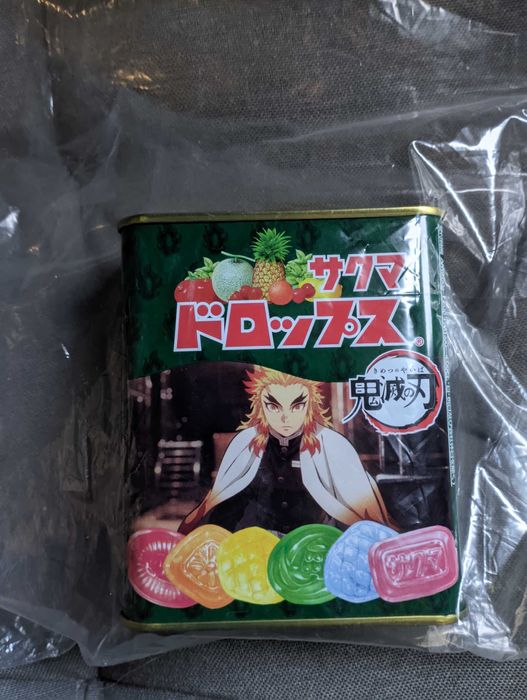 サクマ
ドロップス®
きめつのやいば
鬼滅の刃
サクマ